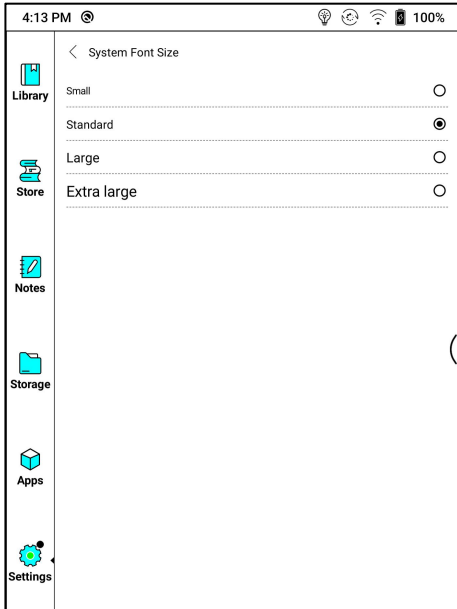 4:13 PM 100%
System Font Size
Small
Standard
Large
Extra large
Library
Store
Notes
Storage
Apps
Settings